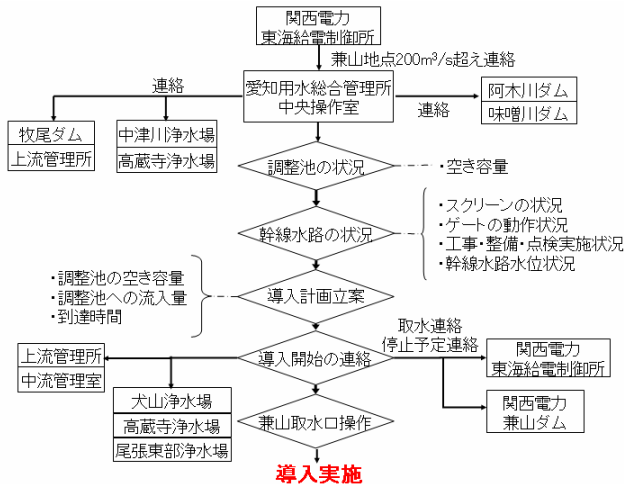 関西電力
東海給電制御所
兼山地点200m³/s超え連絡
連絡
愛知用水総合管理所
中央操作室
連絡
阿木川ダム
味噌川ダム
牧尾ダム
上流管理所
中津川浄水場
高蔵寺浄水場
調整池の状況
・空き容量
幹線水路の状況
・スクリーンの状況
・ゲートの動作状況
・工事・整備・点検実施状況
・幹線水路水位状況
・調整池の空き容量
・調整池への流入量
・到達時間
導入計画立案
取水連絡
停止予定連絡
上流管理所
中流管理室
導入開始の連絡
関西電力
東海給電制御所
犬山浄水場
高蔵寺浄水場
尾張東部浄水場
兼山取水口操作
関西電力
兼山ダム
導入実施